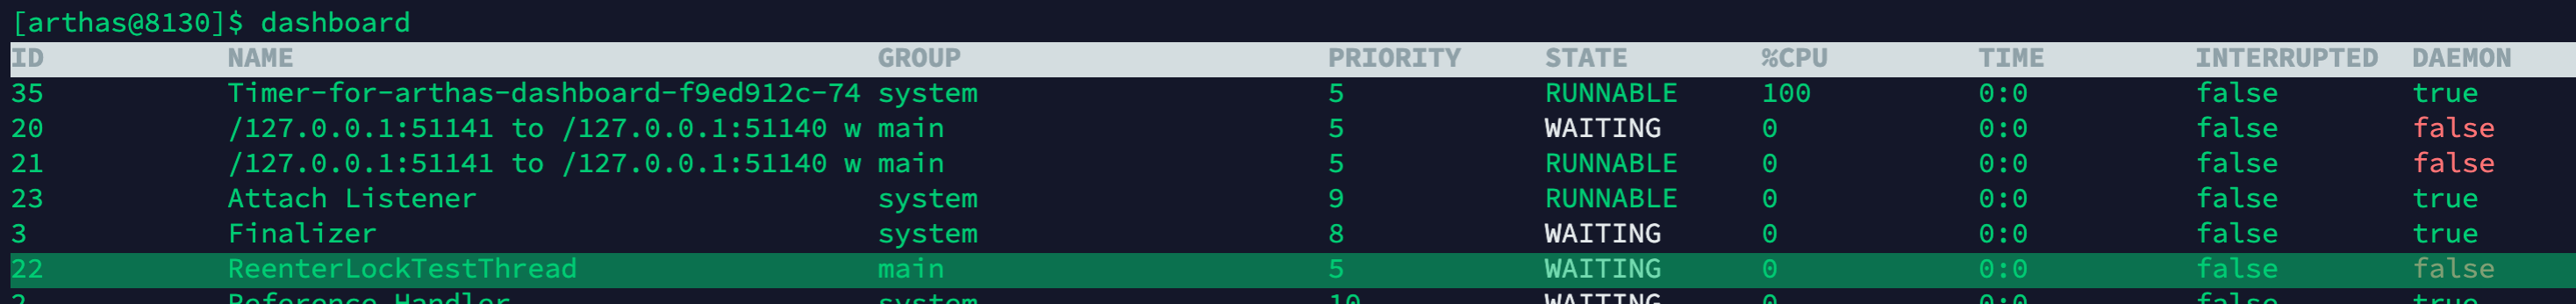 [arthas@8130]$ dashboard
ID NAME GROUP PRIORITY STATE %CPU TIME INTERRUPTED DAEMON
35 Timer-for-arthas-dashboard-f9ed912c-74 system 5 RUNNABLE 100 0:0 false true
20 /127.0.0.1:51141 to /127.0.0.1:51140 w main 5 WAITING 0 0:0 false false
21 /127.0.0.1:51141 to /127.0.0.1:51140 w main 5 RUNNABLE 0 0:0 false false
23 Attach Listener system 9 RUNNABLE 0 0:0 false true
3 Finalizer system 8 WAITING 0 0:0 false true
22 ReenterLockTestThread main 5 WAITING 0 0:0 false false
2 Reference Handler system 10 WAITING 0 0:0 false true